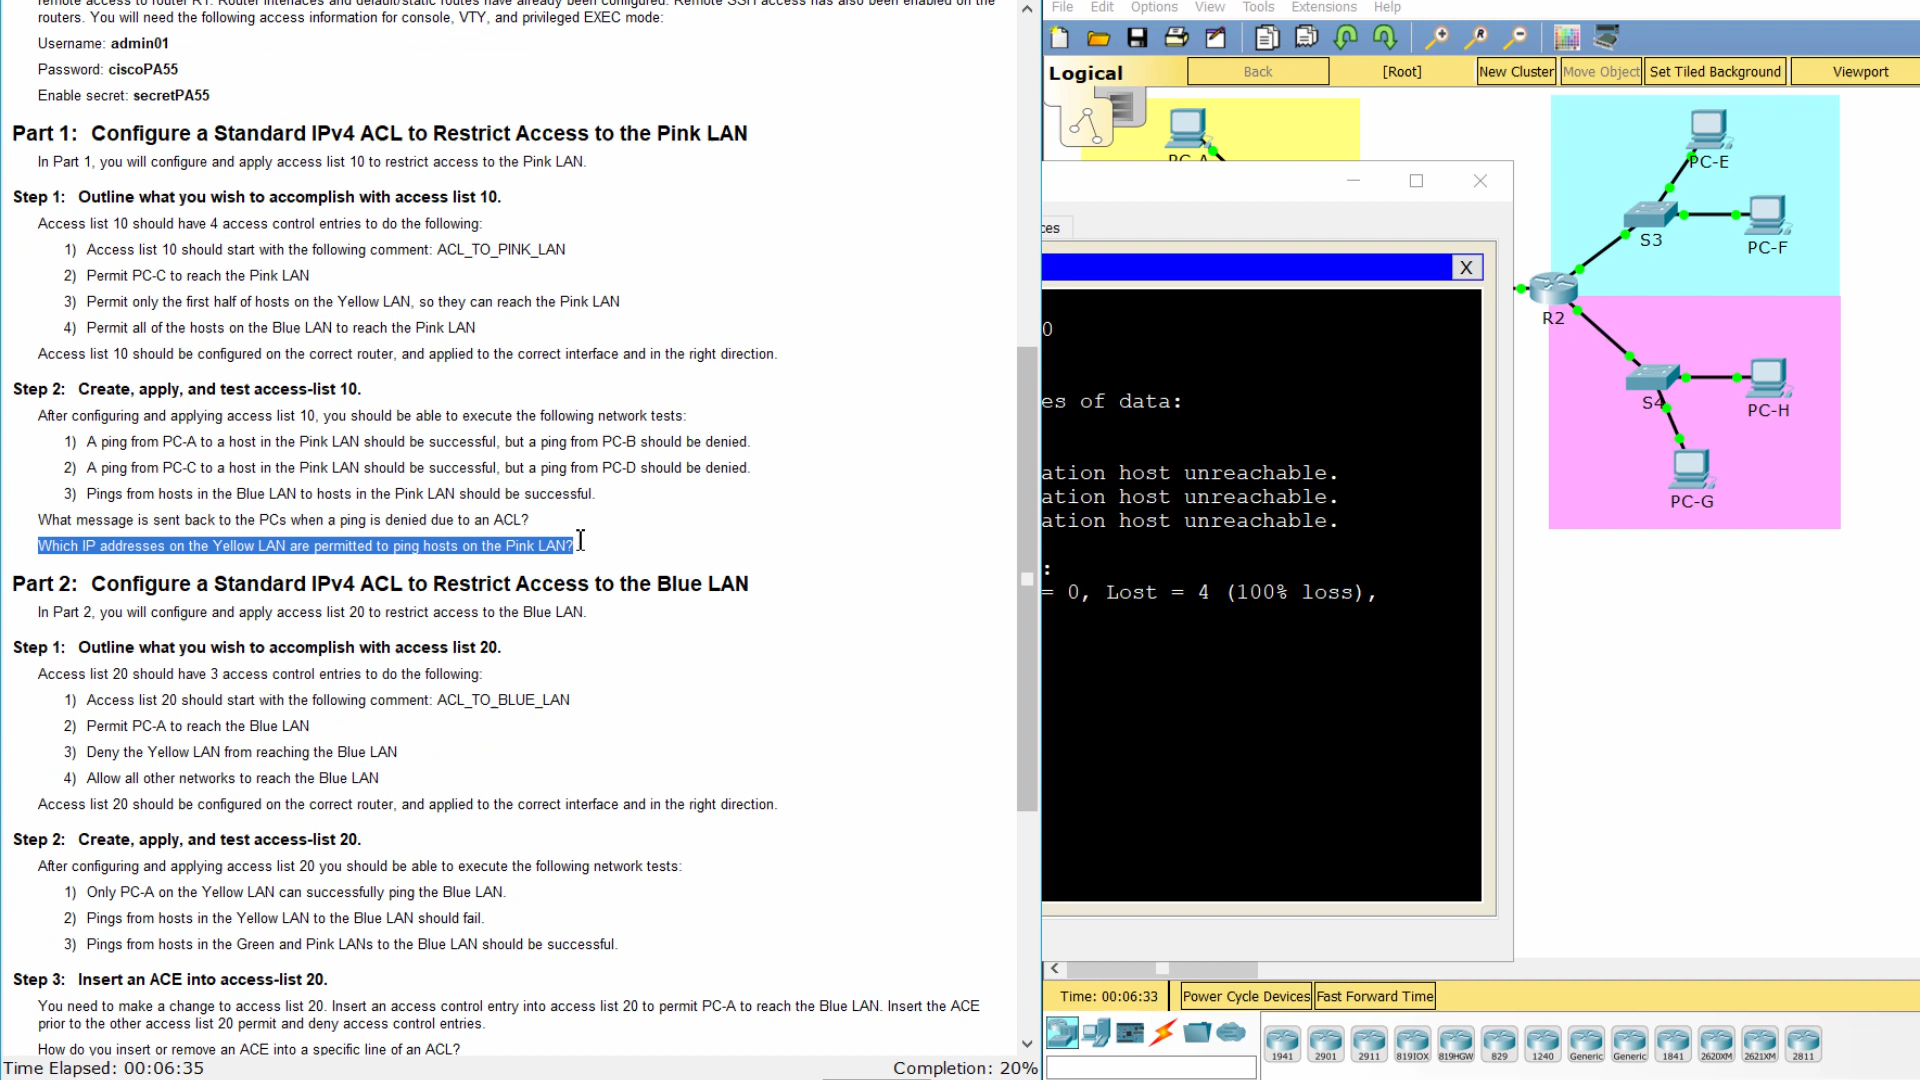 remote access to router R1. Router interfaces and default/static routes have already been configured. Remote SSH access has also been enabled on the
routers. You will need the following access information for console, VTY, and privileged EXEC mode:
Username: admin01
Password: ciscoPA55
Enable secret: secretPA55
Part 1: Configure a Standard IPv4 ACL to Restrict Access to the Pink LAN
In Part 1, you will configure and apply access list 10 to restrict access to the Pink LAN.
Step 1: Outline what you wish to accomplish with access list 10.
Access list 10 should have 4 access control entries to do the following:
1) Access list 10 should start with the following comment: ACL_TO_PINK_LAN
2) Permit PC-C to reach the Pink LAN
3) Permit only the first half of hosts on the Yellow LAN, so they can reach the Pink LAN
4) Permit all of the hosts on the Blue LAN to reach the Pink LAN
Access list 10 should be configured on the correct router, and applied to the correct interface and in the right direction.
Step 2: Create, apply, and test access-list 10.
After configuring and applying access list 10, you should be able to execute the following network tests:
1) A ping from PC-A to a host in the Pink LAN should be successful, but a ping from PC-B should be denied.
2) A ping from PC-C to a host in the Pink LAN should be successful, but a ping from PC-D should be denied.
3) Pings from hosts in the Blue LAN to hosts in the Pink LAN should be successful.
What message is sent back to the PCs when a ping is denied due to an ACL?
Which IP addresses on the Yellow LAN are permitted to ping hosts on the Pink LAN?
Part 2: Configure a Standard IPv4 ACL to Restrict Access to the Blue LAN
In Part 2, you will configure and apply access list 20 to restrict access to the Blue LAN.
Step 1: Outline what you wish to accomplish with access list 20.
Access list 20 should have 3 access control entries to do the following:
1) Access list 20 should start with the following comment: ACL_TO_BLUE_LAN
2) Permit PC-A to reach the Blue LAN
3) Deny the Yellow LAN from reaching the Blue LAN
4) Allow all other networks to reach the Blue LAN
Access list 20 should be configured on the correct router, and applied to the correct interface and in the right direction.
Step 2: Create, apply, and test access-list 20.
After configuring and applying access list 20 you should be able to execute the following network tests:
1) Only PC-A on the Yellow LAN can successfully ping the Blue LAN.
2) Pings from hosts in the Yellow LAN to the Blue LAN should fail.
3) Pings from hosts in the Green and Pink LANs to the Blue LAN should be successful.
Step 3: Insert an ACE into access-list 20.
You need to make a change to access list 20. Insert an access control entry into access list 20 to permit PC-A to reach the Blue LAN. Insert the ACE
prior to the other access list 20 permit and deny access control entries.
How do you insert or remove an ACE into a specific line of an ACL?
Time Elapsed: 00:06:35
Completion: 20%
File Edit Options View Tools Extensions Help
Logical
Back
[Root]
New Cluster
Move Object
Set Tiled Background
Viewport
PC-A
PC-E
S3
PC-F
R2
S4
PC-H
PC-G
ces
X
0
es of data:
ation host unreachable.
ation host unreachable.
ation host unreachable.
:
= 0, Lost = 4 (100% loss),
Time: 00:06:33
Power Cycle Devices
Fast Forward Time
1941
2901
2911
819IOX
819HGW
829
1240
Generic
Generic
1841
2620XM
2621XM
2811